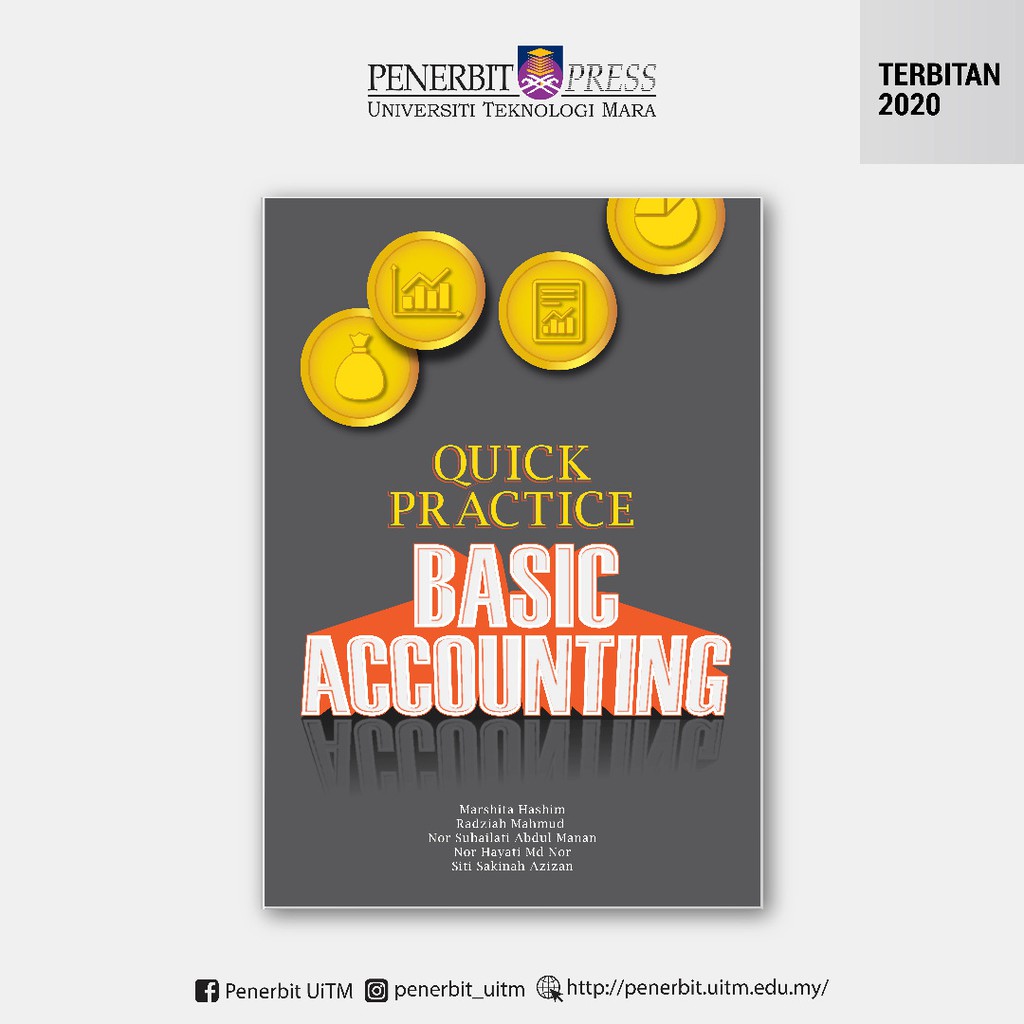 PENERBIT PRESS
UNIVERSITI TEKNOLOGI MARA
TERBITAN
2020
QUICK
PRACTICE
BASIC
ACCOUNTING
Marshita Hashim
Radziah Mahmud
Nor Suhailati Abdul Manan
Nor Hayati Md Nor
Siti Sakinah Azizan
Penerbit UiTM penerbit_uitm http://penerbit.uitm.edu.my/